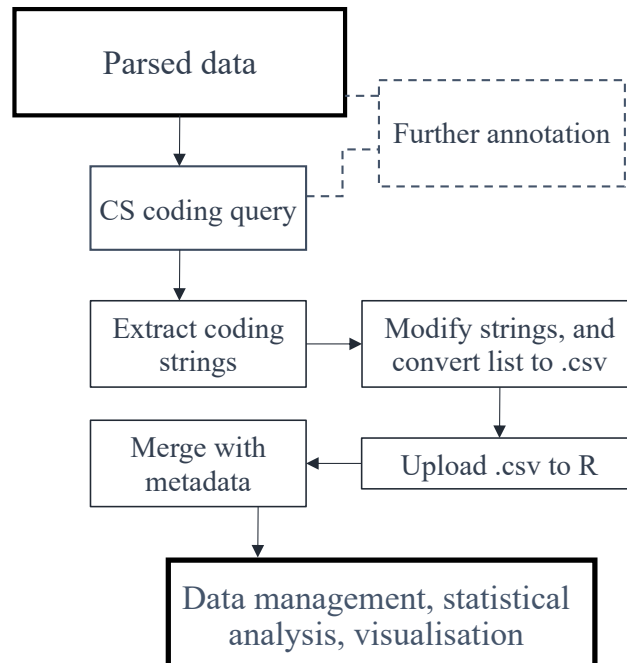 Parsed data
Further annotation
CS coding query
Extract coding
strings
Modify strings, and
convert list to .csv
Merge with
metadata
Upload .csv to R
Data management, statistical
analysis, visualisation